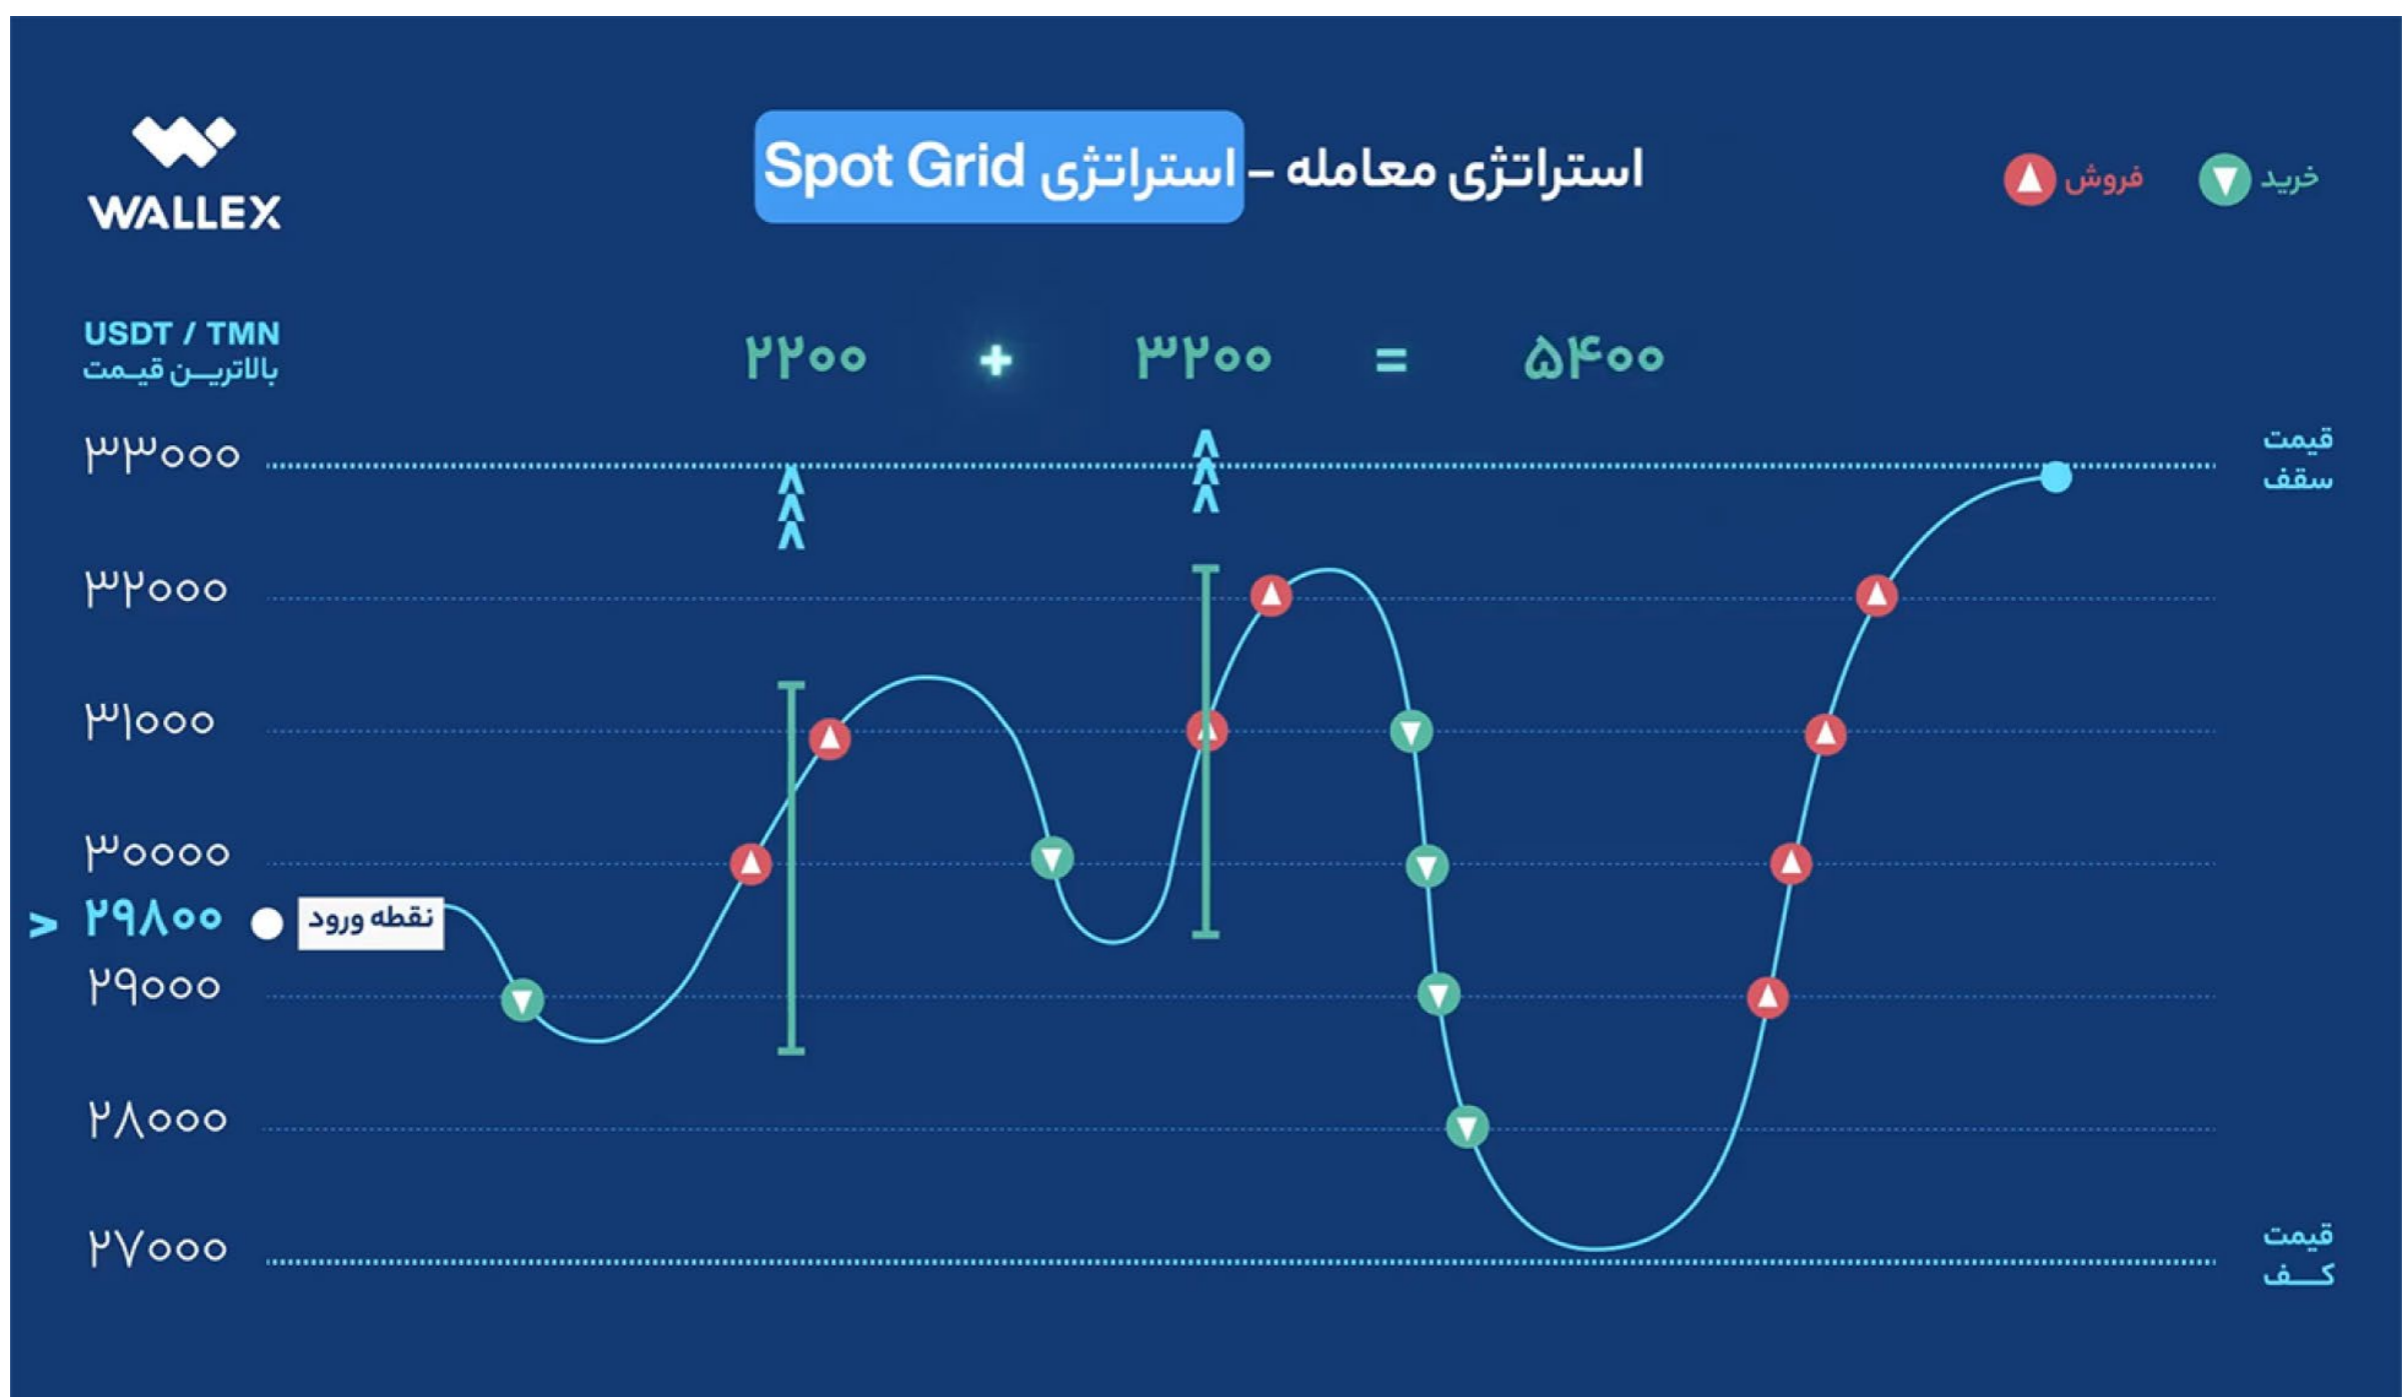 WALLEX
استراتژی معامله – استراتژی Spot Grid
خرید
فروش
USDT / TMN
بالاترین قیمت
۲۲۰۰ + ۳۲۰۰ = ۵۴۰۰
۳۳۰۰۰
قیمت
سقف
۳۲۰۰۰
۳۱۰۰۰
۳۰۰۰۰
۲۹۸۰۰
نقطه ورود
۲۹۰۰۰
۲۸۰۰۰
۲۷۰۰۰
قیمت
کف